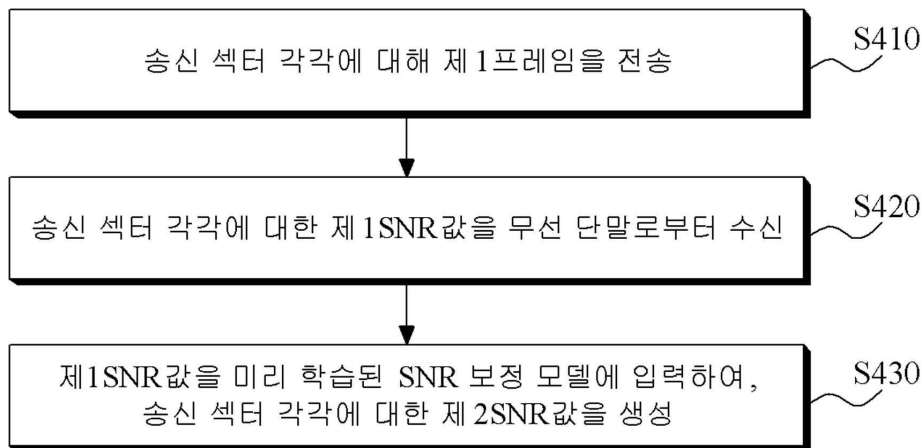 송신 섹터 각각에 대해 제1프레임을 전송
S410
송신 섹터 각각에 대한 제1SNR값을 무선 단말로부터 수신
S420
제1SNR값을 미리 학습된 SNR 보정 모델에 입력하여,
송신 섹터 각각에 대한 제2SNR값을 생성
S430